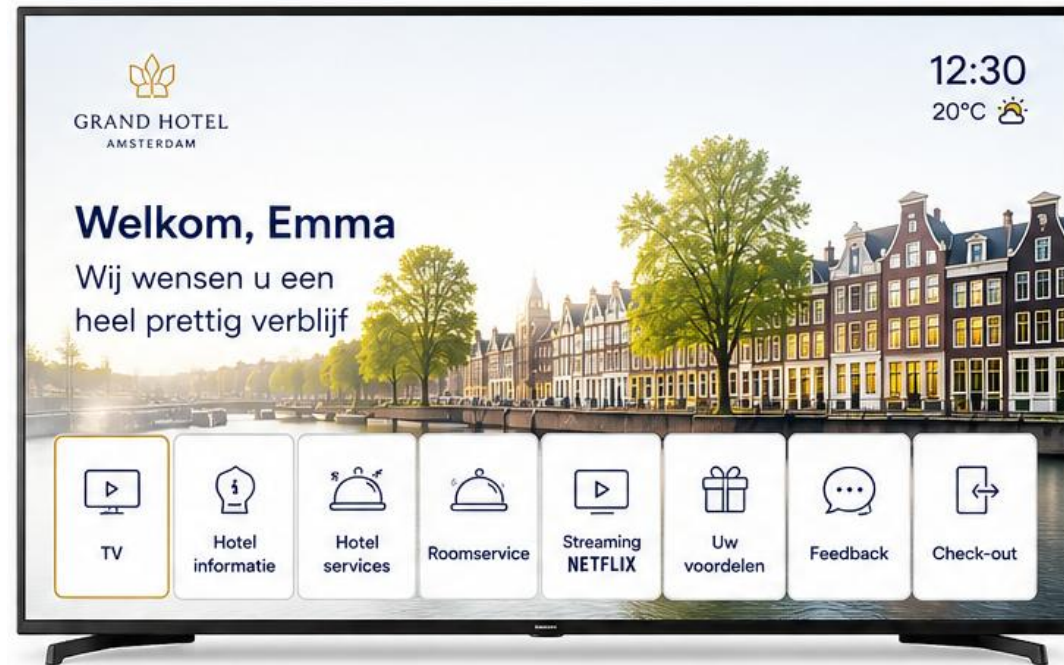 GRAND HOTEL
AMSTERDAM
12:30
20°C
Welkom, Emma
Wij wensen u een
heel prettig verblijf
TV
Hotel
informatie
Hotel
services
Roomservice
Streaming
NETFLIX
Uw
voordelen
Feedback
Check-out